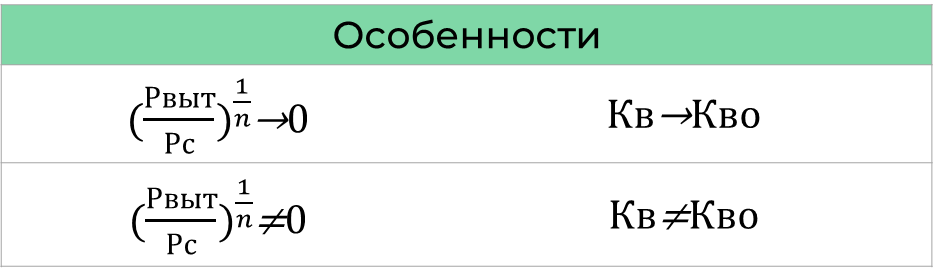 Особенности
(Рвыт/Рс)^(1/n)→0 Кв→Кво
(Рвыт/Рс)^(1/n)≠0 Кв≠Кво